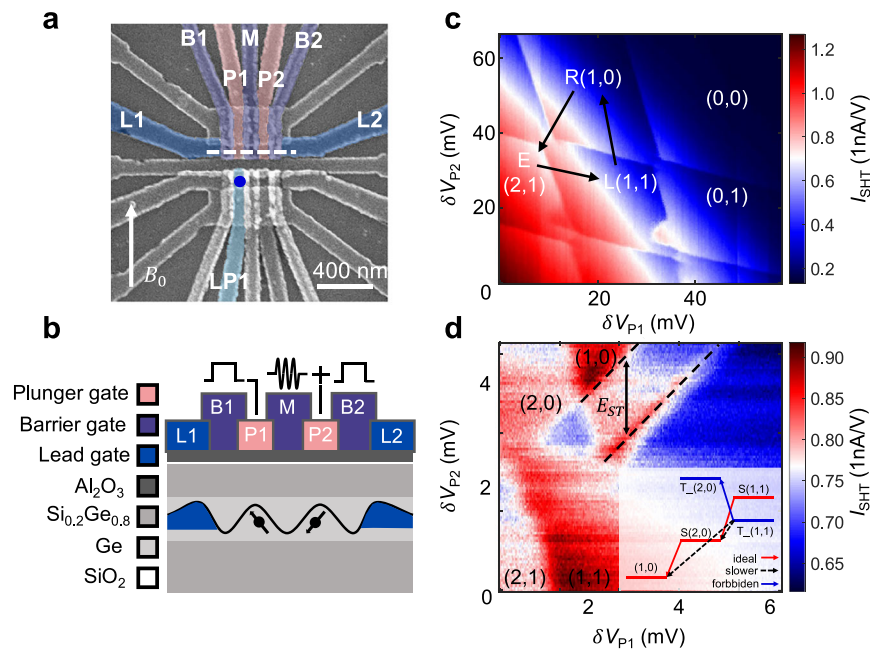 a
B1
M
B2
P1
P2
L1
L2
B₀
LP1
400 nm
b
Plunger gate
Barrier gate
Lead gate
Al₂O₃
Si₀.₂Ge₀.₈
Ge
SiO₂
B1
M
B2
L1
P1
P2
L2
c
δV_P2 (mV)
60
40
20
0
R(1,0)
(0,0)
E
(2,1)
L(1,1)
(0,1)
20
40
δV_P1 (mV)
1.2
1.0
0.8
0.6
0.4
0.2
I_SHT (1nA/V)
d
δV_P2 (mV)
4
2
0
(1,0)
(2,0)
E_ST
(2,1)
(1,1)
T_(2,0)
S(1,1)
S(2,0)
T_(1,1)
(1,0)
ideal
slower
forbbiden
2
4
6
δV_P1 (mV)
0.90
0.85
0.80
0.75
0.70
0.65
I_SHT (1nA/V)